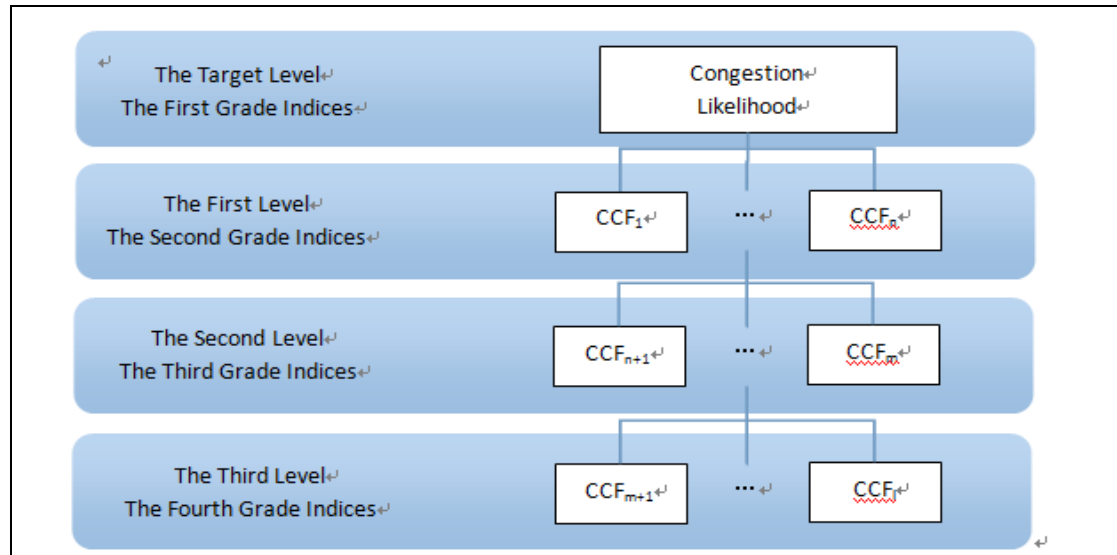 The Target Level↵
The First Grade Indices↵
Congestion↵
Likelihood↵
The First Level↵
The Second Grade Indices↵
CCF₁↵ ... ↵ CCFₙ↵
The Second Level↵
The Third Grade Indices↵
CCFₙ₊₁↵ ... ↵ CCFₘ↵
The Third Level↵
The Fourth Grade Indices↵
CCFₘ₊₁↵ ... ↵ CCFₗ↵